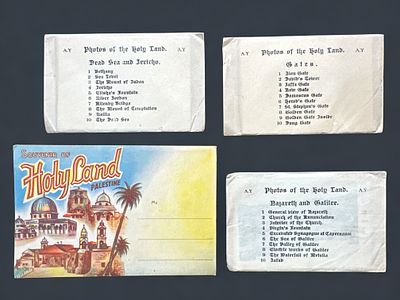 A.Y Photos of the Holy Land. A.Y
Dead Sea and Jericho.
1 Bethany
2 Sea Level
3 The Mount of Judea
4 Jericho
5 Elisha's Fountain
6 River Jordan
7 Allenby Bridge
8 The Mount of Temptation
9 Kallia
10 The Dead Sea
A.Y Photos of the Holy Land. A.Y
Gates.
1 Zion Gate
2 David's Tower
3 Jaffa Gate
4 New Gate
5 Damascus Gate
6 Herod's Gate
7 St. Stephen's Gate
8 Golden Gate
9 Golden Gate Inside
10 Dung Gate
SOUVENIR OF
Holy Land
PALESTINE
M
A.Y Photos of the Holy Land. A.Y
Nazareth and Galilee.
1 General view of Nazareth
2 Church of the Annunciation
3 Interior of the Church
4 Virgin's Fountain
5 Excavated Synagogue at Capernaum
6 The Sea of Galilee
7 The Valley of Galilee
8 Electric works of Galilee
9 The Waterfall of Metulla
10 Safad